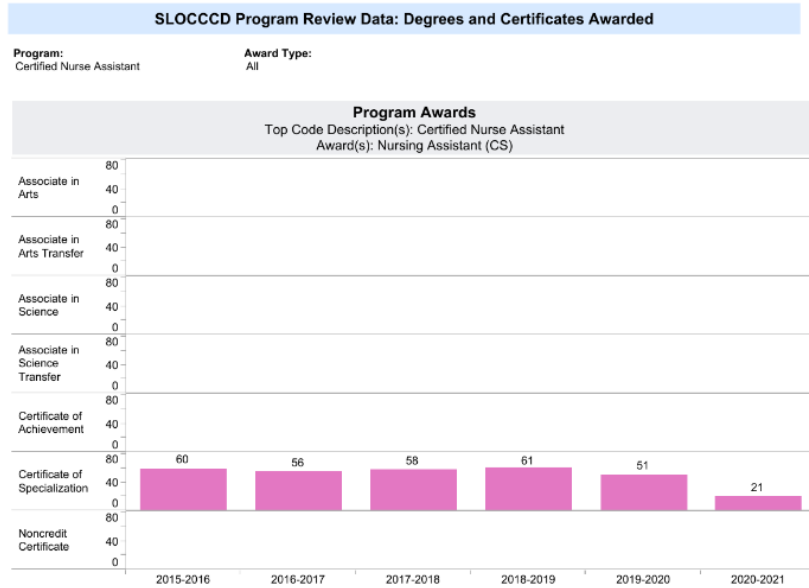 SLOCCCD Program Review Data: Degrees and Certificates Awarded
Program:
Certified Nurse Assistant
Award Type:
All
Program Awards
Top Code Description(s): Certified Nurse Assistant
Award(s): Nursing Assistant (CS)
Associate in
Arts
80
40
0
Associate in
Arts Transfer
80
40
0
Associate in
Science
80
40
0
Associate in
Science
Transfer
80
40
0
Certificate of
Achievement
80
40
0
Certificate of
Specialization
80
40
0
60
56
58
61
51
21
Noncredit
Certificate
80
40
0
2015-2016
2016-2017
2017-2018
2018-2019
2019-2020
2020-2021